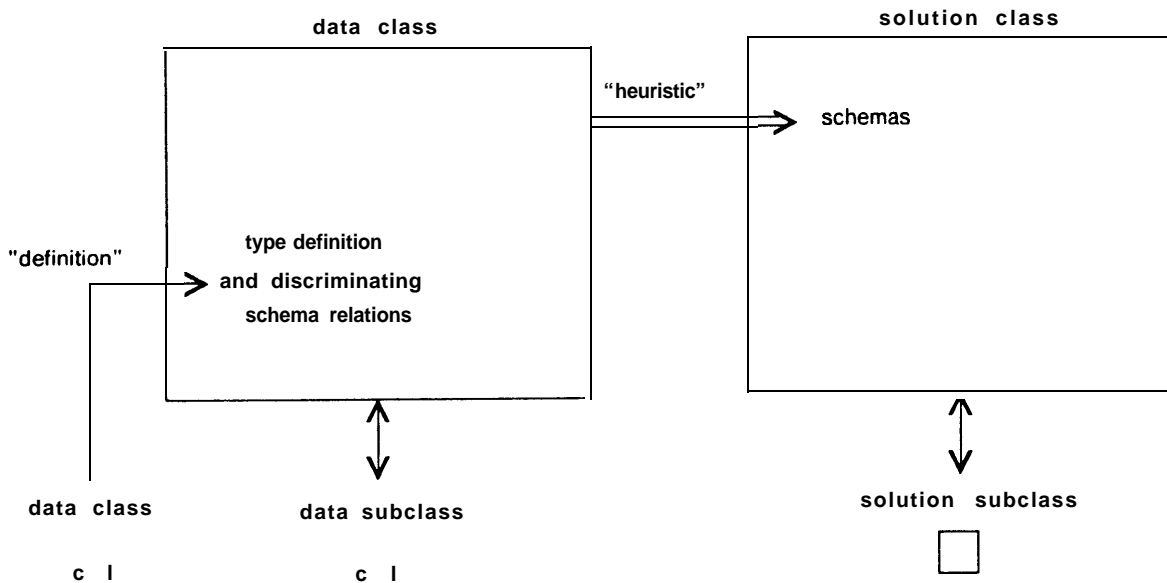 data class
solution class
“heuristic”
schemas
"definition"
type definition
and discriminating
schema relations
data class
data subclass
solution subclass
c l
c l